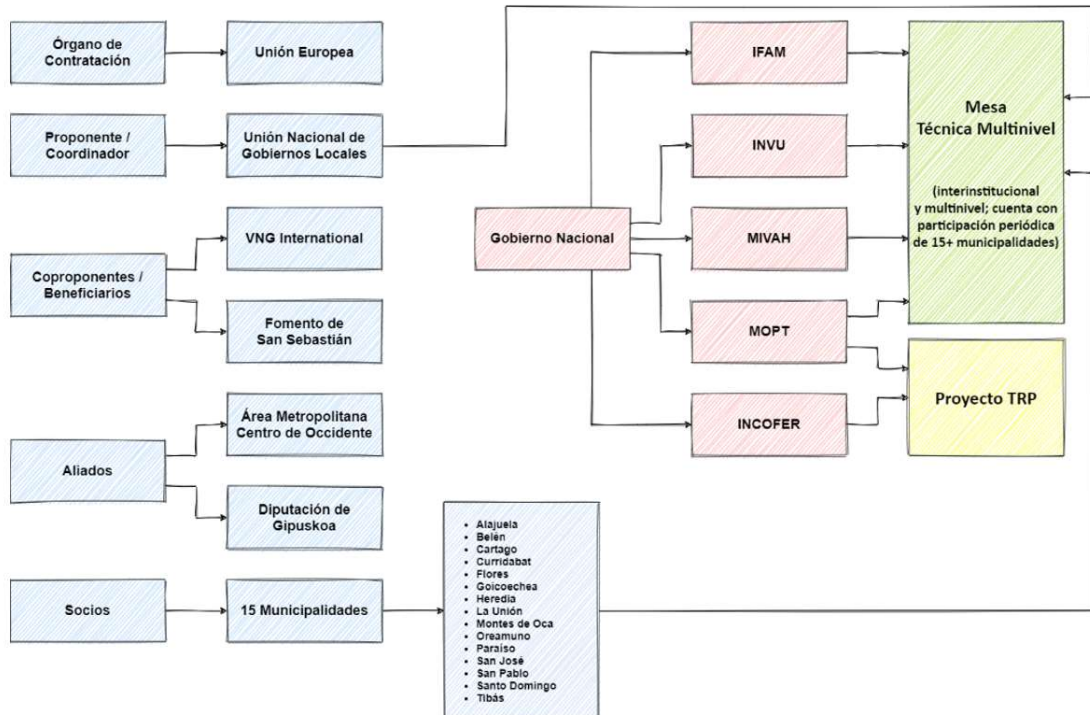 Órgano de
Contratación
Unión Europea
Proponente /
Coordinador
Unión Nacional de
Gobiernos Locales
Coproponentes /
Beneficiarios
VNG International
Fomento de
San Sebastián
Aliados
Área Metropolitana
Centro de Occidente
Diputación de
Gipuskoa
Socios
15 Municipalidades
• Alajuela
• Belén
• Cartago
• Curridabat
• Flores
• Goicoechea
• Heredia
• La Unión
• Montes de Oca
• Oreamuno
• Paraíso
• San José
• San Pablo
• Santo Domingo
• Tibás
Gobierno Nacional
IFAM
INVU
MIVAH
MOPT
INCOFER
Mesa
Técnica Multinivel
(interinstitucional
y multinivel; cuenta con
participación periódica
de 15+ municipalidades)
Proyecto TRP